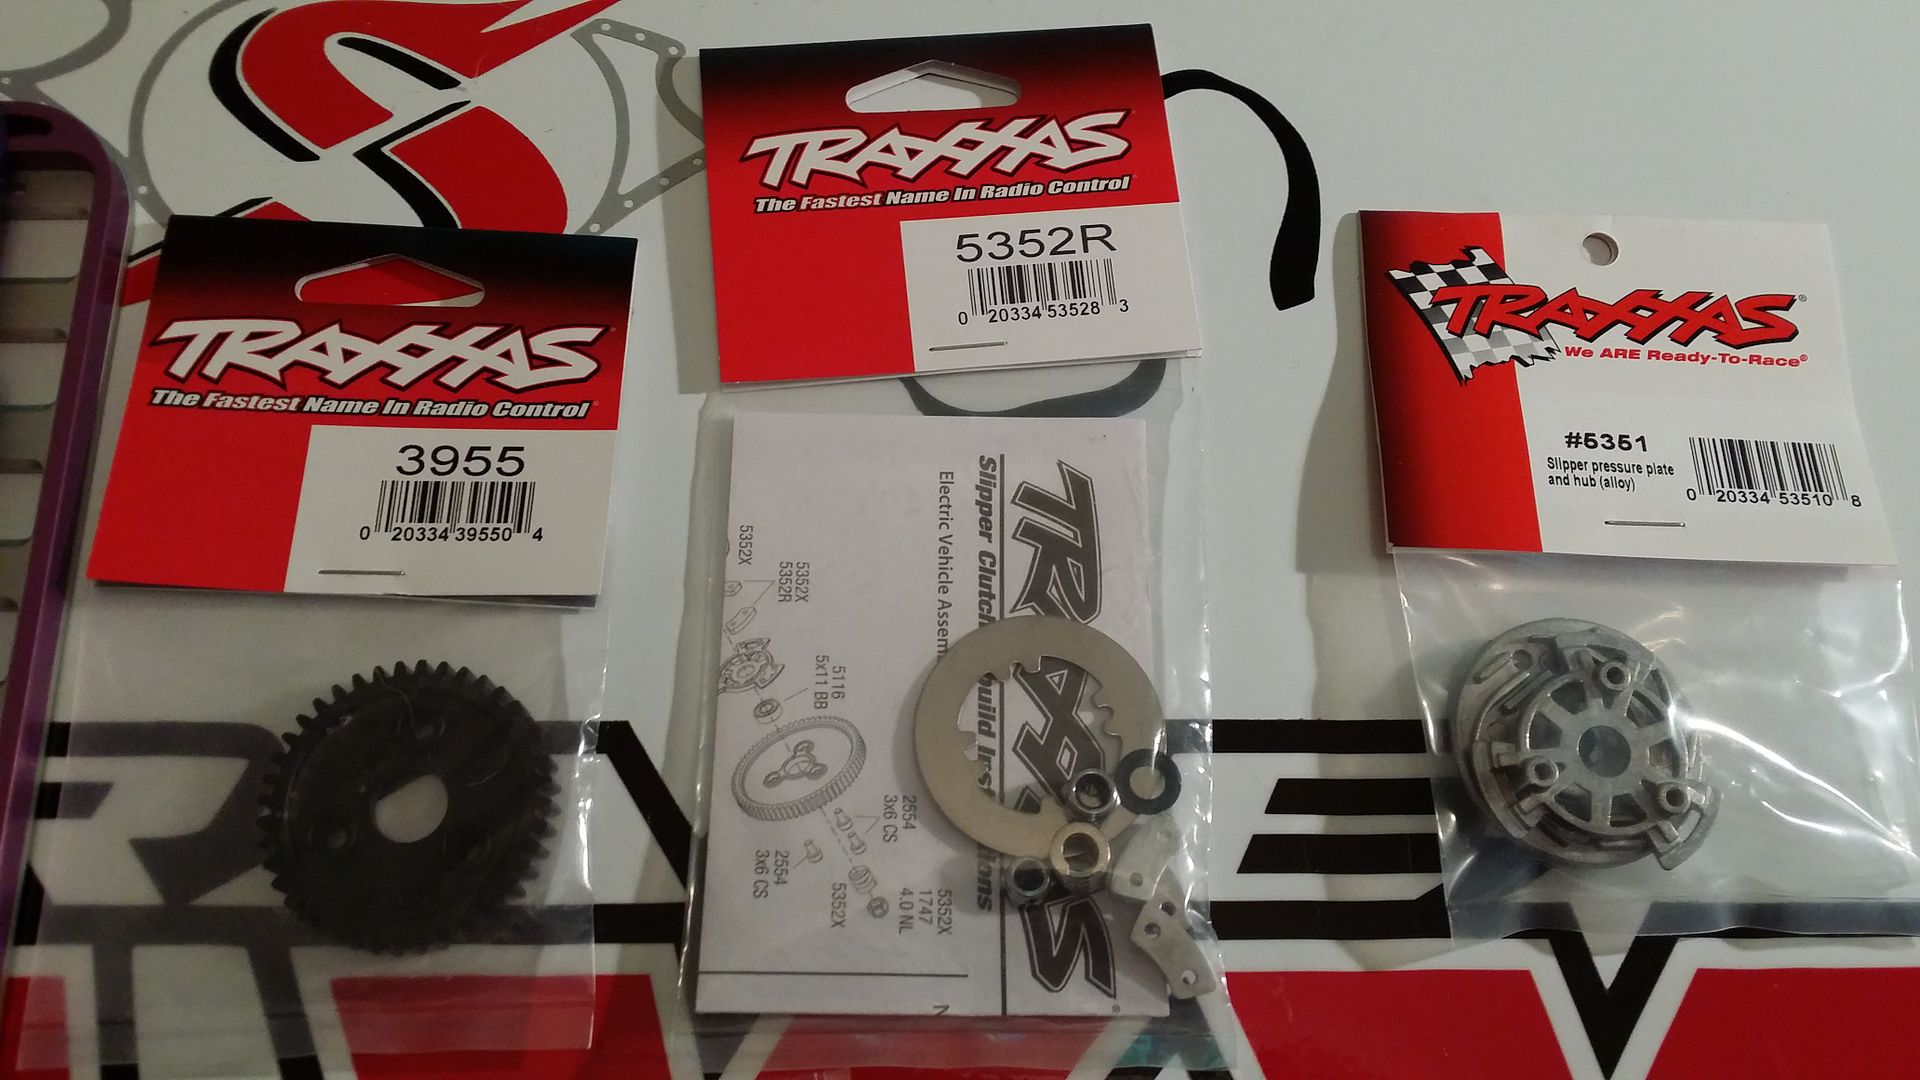 TRAXXAS
The Fastest Name In Radio Control
3955
0 20334 39550 4
TRAXXAS
The Fastest Name In Radio Control
5352R
0 20334 53528 3
TRAXXAS
Slipper Clutch
Electric Vehicle
5352X
5352X
5352R
5116
5x11 BB
2554
3x6 CS
2554
3x6 CS
5352X
5352X
1747
4.0 NL
TRAXXAS
We ARE Ready-To-Race
#5351
Slipper pressure plate
and hub (alloy)
0 20334 53510 8